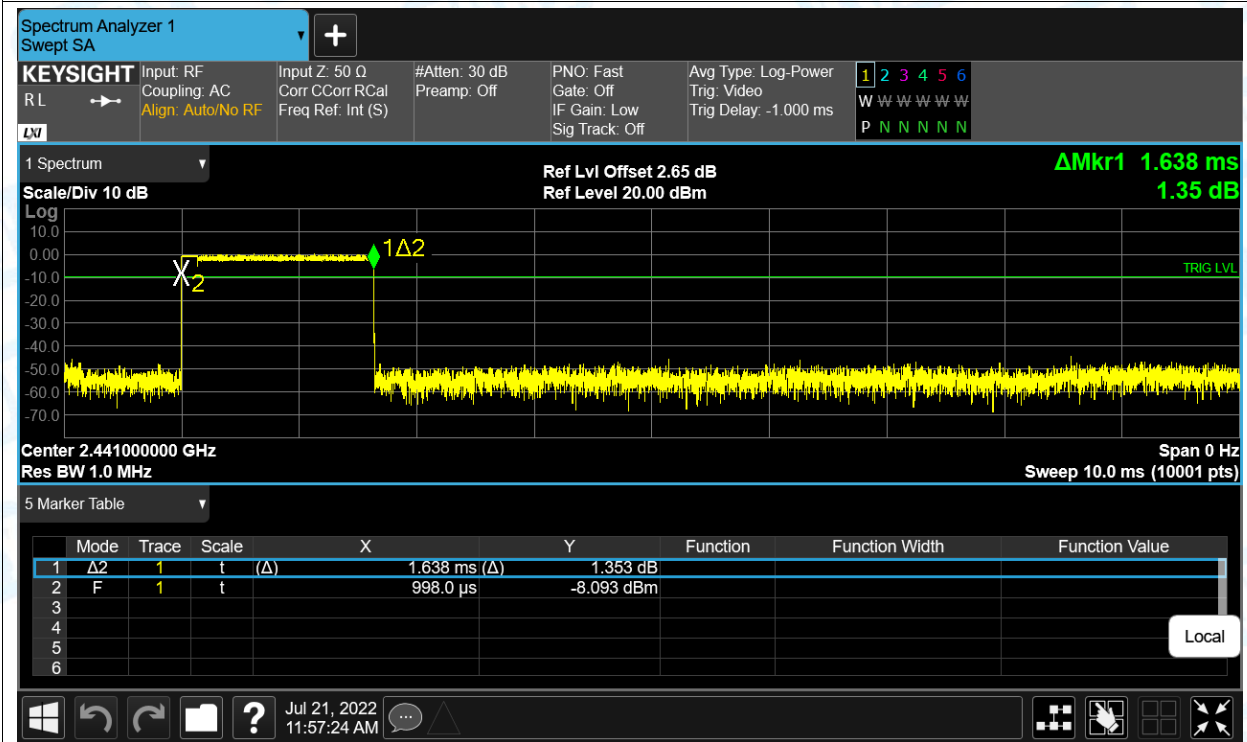 Spectrum Analyzer 1
Swept SA
+
KEYSIGHT
R L
LXI
Input: RF
Coupling: AC
Align: Auto/No RF
Input Z: 50 Ω
Corr CCorr RCal
Freq Ref: Int (S)
#Atten: 30 dB
Preamp: Off
PNO: Fast
Gate: Off
IF Gain: Low
Sig Track: Off
Avg Type: Log-Power
Trig: Video
Trig Delay: -1.000 ms
1 2 3 4 5 6
W W W W W W
P N N N N N
1 Spectrum
Scale/Div 10 dB
Ref Lvl Offset 2.65 dB
Ref Level 20.00 dBm
ΔMkr1 1.638 ms
1.35 dB
Log
10.0
0.00
-10.0
-20.0
-30.0
-40.0
-50.0
-60.0
-70.0
1Δ2
2
TRIG LVL
Center 2.441000000 GHz
Res BW 1.0 MHz
Span 0 Hz
Sweep 10.0 ms (10001 pts)
5 Marker Table
Mode Trace Scale X Y Function Function Width Function Value
1 Δ2 1 t (Δ) 1.638 ms (Δ) 1.353 dB
2 F 1 t 998.0 µs -8.093 dBm
3
4
5
6
Local
?
Jul 21, 2022
11:57:24 AM